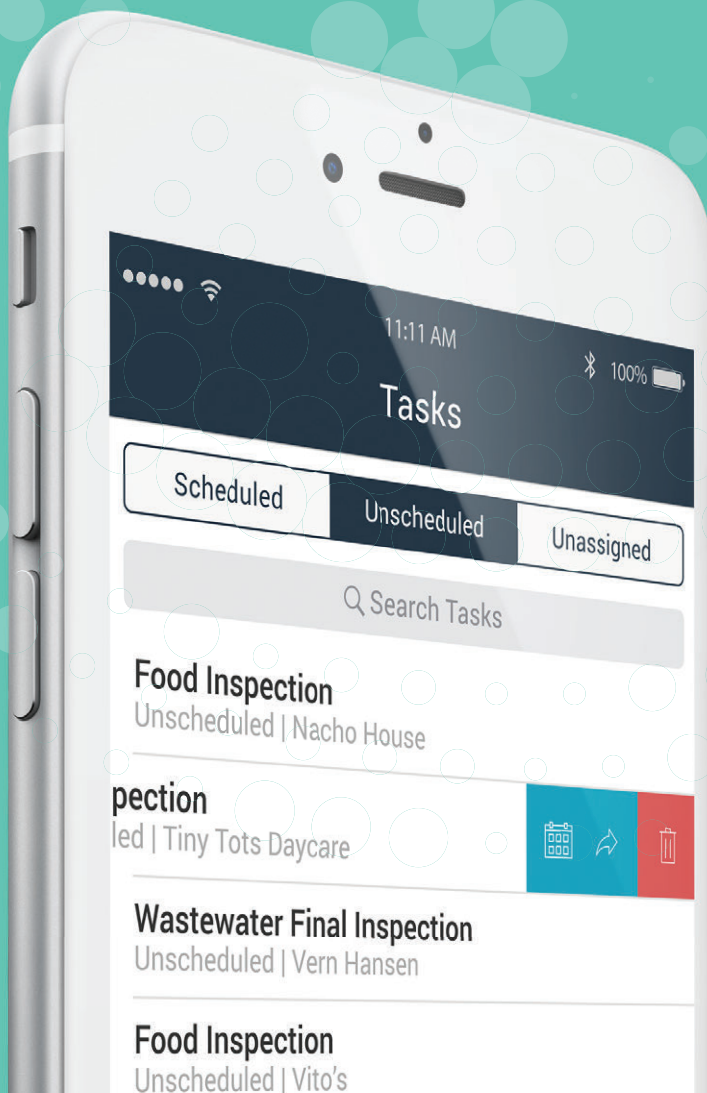 11:11 AM
100%
Tasks
Scheduled
Unscheduled
Unassigned
Search Tasks
Food Inspection
Unscheduled | Nacho House
pection
led | Tiny Tots Daycare
Wastewater Final Inspection
Unscheduled | Vern Hansen
Food Inspection
Unscheduled | Vito's